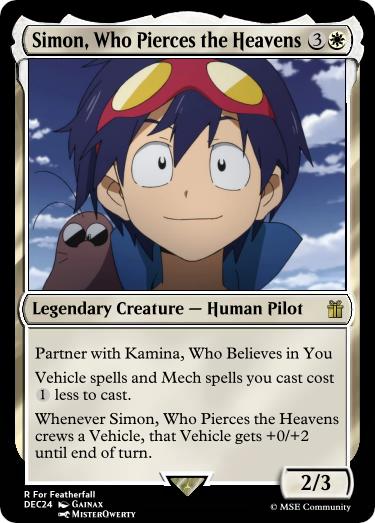 Simon, Who Pierces the Heavens 3
Legendary Creature — Human Pilot
Partner with Kamina, Who Believes in You
Vehicle spells and Mech spells you cast cost
1 less to cast.
Whenever Simon, Who Pierces the Heavens
crews a Vehicle, that Vehicle gets +0/+2
until end of turn.
2/3
R For Featherfall
DEC24 Gainax
MisterQwerty
© MSE Community